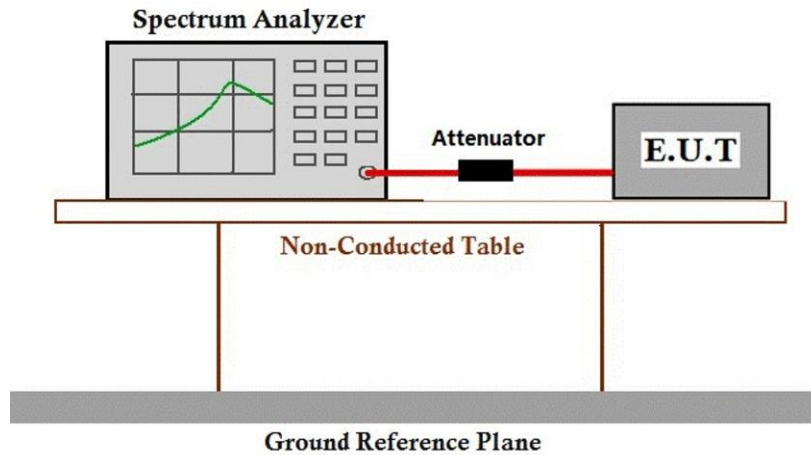 Spectrum Analyzer
Attenuator
E.U.T
Non-Conducted Table
Ground Reference Plane